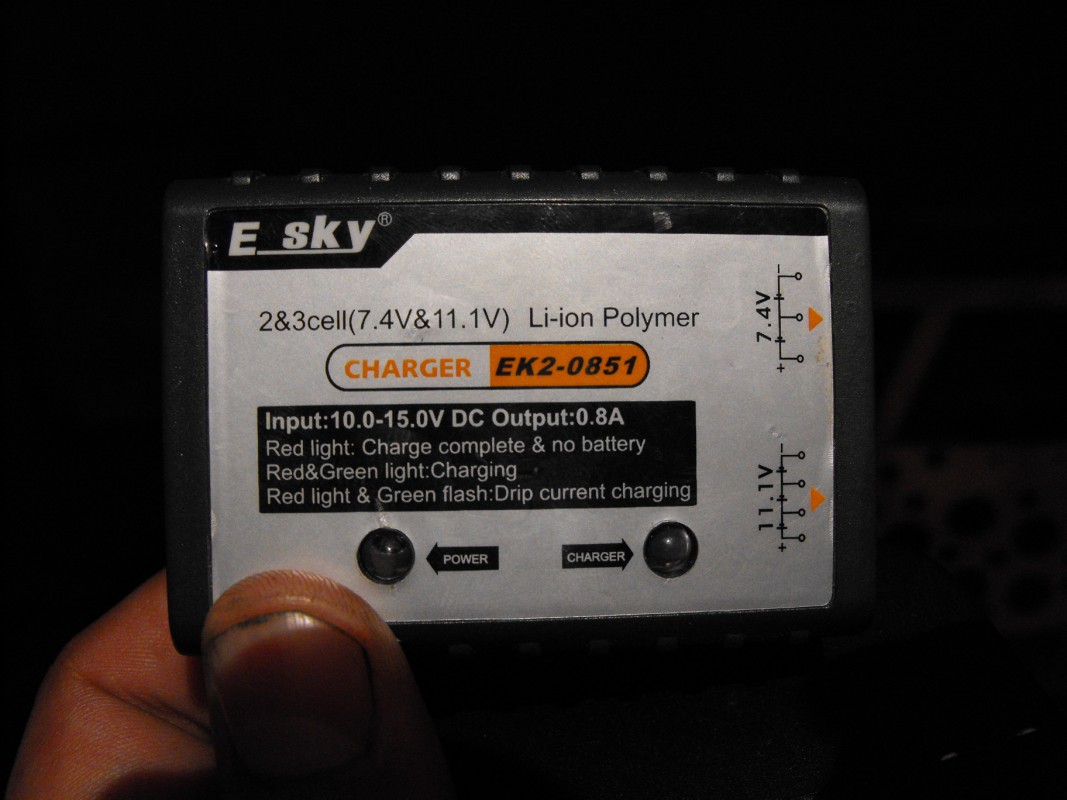 E_sky®
2&3cell(7.4V&11.1V) Li-ion Polymer
CHARGER EK2-0851
Input:10.0-15.0V DC Output:0.8A
Red light: Charge complete & no battery
Red&Green light:Charging
Red light & Green flash:Drip current charging
POWER CHARGER
- 7.4V +
- 11.1V +